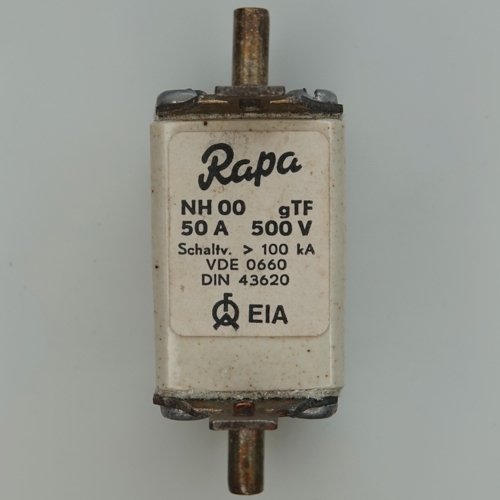 Rapa
NH 00 gTF
50 A 500 V
Schaltv. > 100 kA
VDE 0660
DIN 43620
EIA